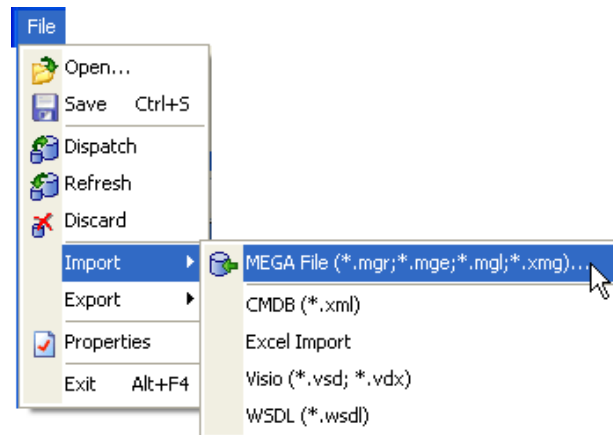 File
Open...
Save Ctrl+S
Dispatch
Refresh
Discard
Import
MEGA File (*.mgr;*.mge;*.mgl;*.xmg)...
Export
CMDB (*.xml)
Properties
Excel Import
Exit Alt+F4
Visio (*.vsd; *.vdx)
WSDL (*.wsdl)